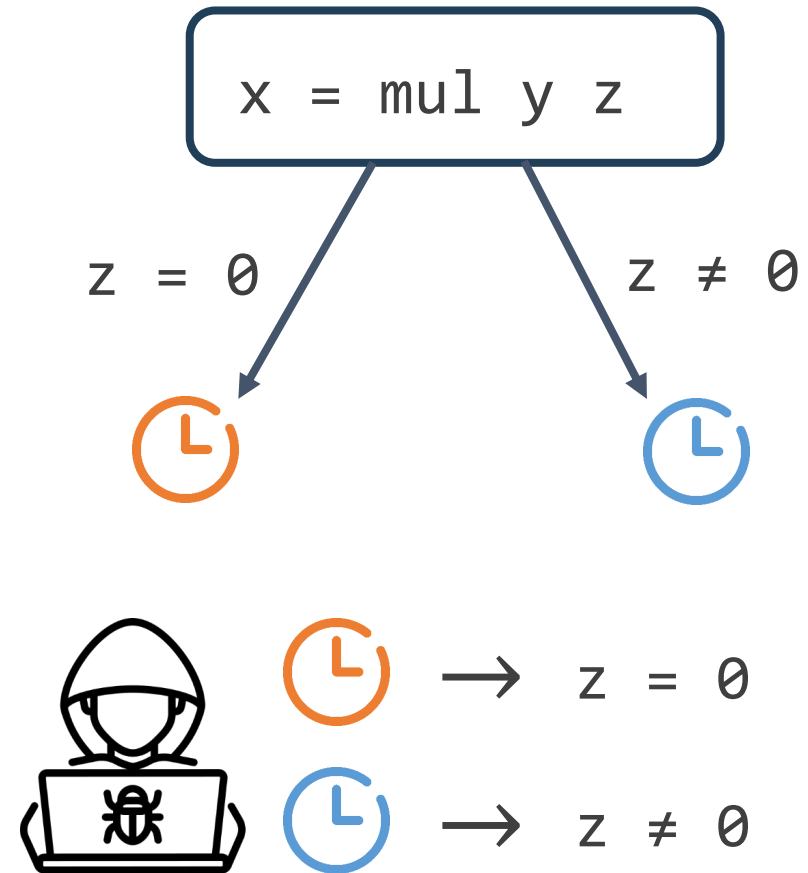 x = mul y z
z = 0
z ≠ 0
→ z = 0
→ z ≠ 0